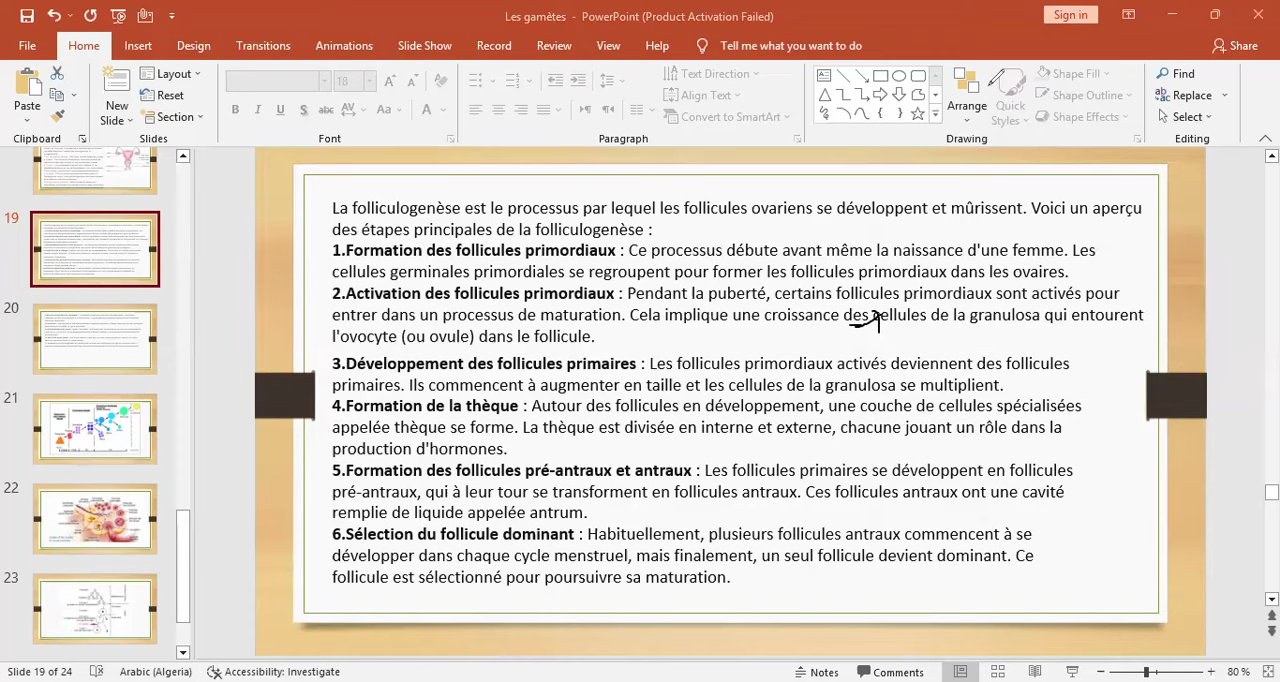 Les gamètes - PowerPoint (Product Activation Failed)
Sign in
File Home Insert Design Transitions Animations Slide Show Record Review View Help Tell me what you want to do Share
Paste
Clipboard
New Slide
Layout
Reset
Section
Slides
18
B I U S abc AV Aa A
Font
Text Direction
Align Text
Convert to SmartArt
Paragraph
Arrange
Quick Styles
Shape Fill
Shape Outline
Shape Effects
Drawing
Find
Replace
Select
Editing
19
20
21
22
23
La folliculogenèse est le processus par lequel les follicules ovariens se développent et mûrissent. Voici un aperçu
des étapes principales de la folliculogenèse :
1.Formation des follicules primordiaux : Ce processus débute avant même la naissance d'une femme. Les
cellules germinales primordiales se regroupent pour former les follicules primordiaux dans les ovaires.
2.Activation des follicules primordiaux : Pendant la puberté, certains follicules primordiaux sont activés pour
entrer dans un processus de maturation. Cela implique une croissance des cellules de la granulosa qui entourent
l'ovocyte (ou ovule) dans le follicule.
3.Développement des follicules primaires : Les follicules primordiaux activés deviennent des follicules
primaires. Ils commencent à augmenter en taille et les cellules de la granulosa se multiplient.
4.Formation de la thèque : Autour des follicules en développement, une couche de cellules spécialisées
appelée thèque se forme. La thèque est divisée en interne et externe, chacune jouant un rôle dans la
production d'hormones.
5.Formation des follicules pré-antraux et antraux : Les follicules primaires se développent en follicules
pré-antraux, qui à leur tour se transforment en follicules antraux. Ces follicules antraux ont une cavité
remplie de liquide appelée antrum.
6.Sélection du follicule dominant : Habituellement, plusieurs follicules antraux commencent à se
développer dans chaque cycle menstruel, mais finalement, un seul follicule devient dominant. Ce
follicule est sélectionné pour poursuivre sa maturation.
Slide 19 of 24 Arabic (Algeria) Accessibility: Investigate Notes Comments 80 %